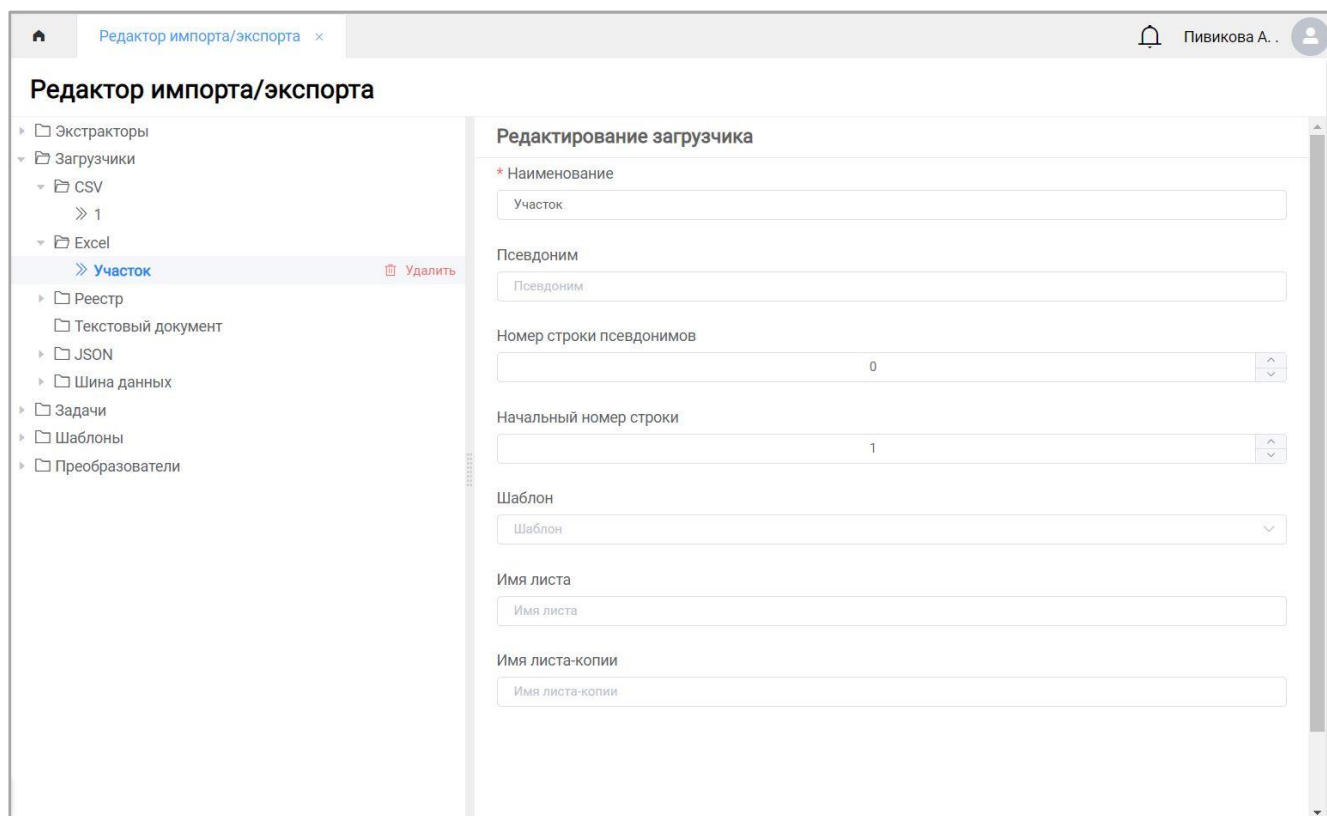 Редактор импорта/экспорта ×
Пивикова А. .
Редактор импорта/экспорта
Экстракторы
Загрузчики
CSV
1
Excel
Участок
Удалить
Реестр
Текстовый документ
JSON
Шина данных
Задачи
Шаблоны
Преобразователи
Редактирование загрузчика
* Наименование
Участок
Псевдоним
Псевдоним
Номер строки псевдонимов
0
Начальный номер строки
1
Шаблон
Шаблон
Имя листа
Имя листа
Имя листа-копии
Имя листа-копии